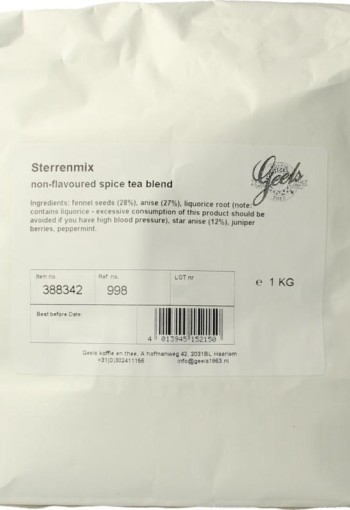 Sterrenmix
non-flavoured spice tea blend
Geels
Ingredients: fennel seeds (28%), anise (27%), liquorice root (note:
contains liquorice - excessive consumption of this product should be
avoided if you have high blood pressure), star anise (12%), juniper
berries, peppermint.
Item no. Ref. no. LOT nr
388342 998
℮ 1 KG
Best before Date:
4 013945 152150
Geels koffie en thee, A hofmanweg 42, 2031BL Haarlem
info@geels1863.nl